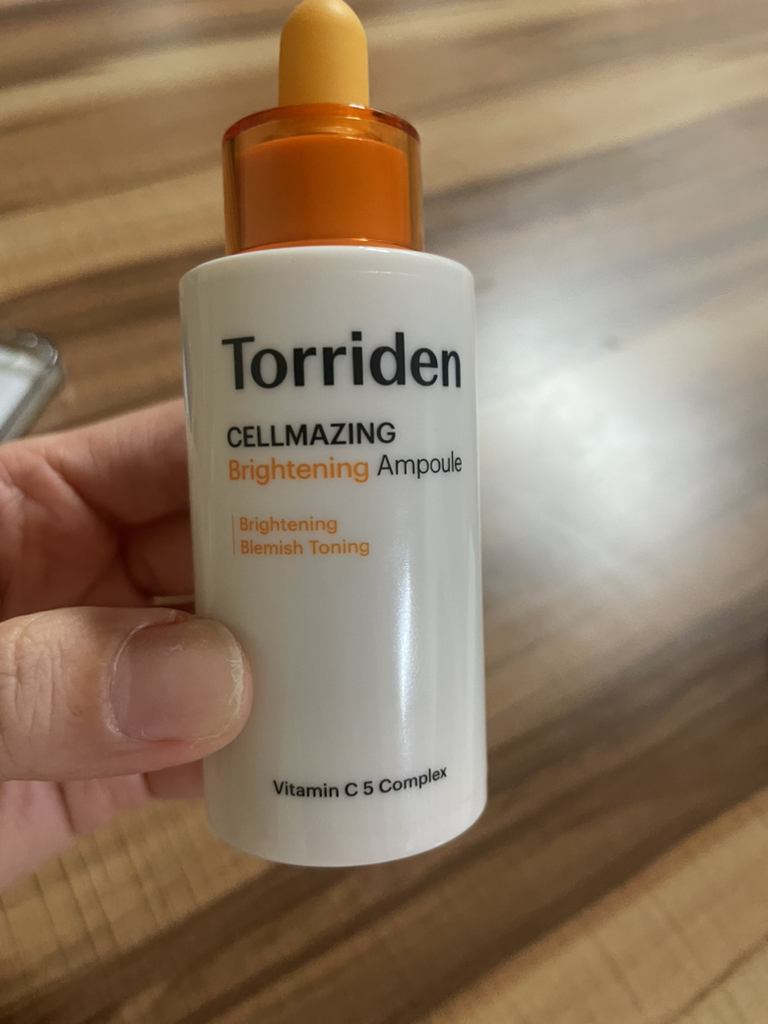 Torriden
CELLMAZING
Brightening Ampoule
Brightening
Blemish Toning
Vitamin C 5 Complex